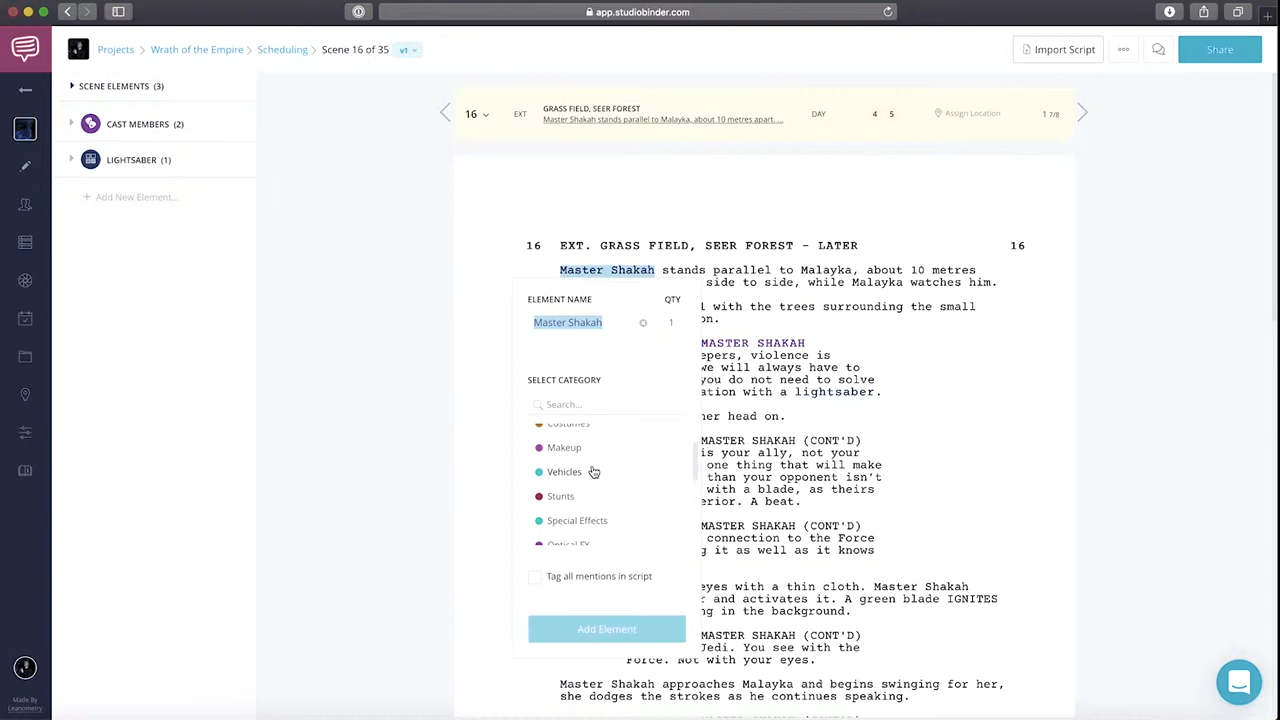 app.studiobinder.com
Projects
Wrath of the Empire
Scheduling
Scene 16 of 35
v1
Import Script
Share
SCENE ELEMENTS (3)
CAST MEMBERS (2)
LIGHTSABER (1)
+ Add New Element...
16
EXT
GRASS FIELD, SEER FOREST
Master Shakah stands parallel to Malayka, about 10 metres apart. ...
DAY
4 5
Assign Location
1 7/8
16 EXT. GRASS FIELD, SEER FOREST - LATER 16
Master Shakah stands parallel to Malayka, about 10 metres
side to side, while Malayka watches him.
l with the trees surrounding the small
on.
MASTER SHAKAH
epers, violence is
we will always have to
you do not need to solve
ation with a lightsaber.
her head on.
MASTER SHAKAH (CONT'D)
is your ally, not your
one thing that will make
than your opponent isn't
with a blade, as theirs
erior. A beat.
MASTER SHAKAH (CONT'D)
connection to the Force
g it as well as it knows
eyes with a thin cloth. Master Shakah
r and activates it. A green blade IGNITES
ng in the background.
MASTER SHAKAH (CONT'D)
Jedi. You see with the
Force. Not with your eyes.
Master Shakah approaches Malayka and begins swinging for her,
she dodges the strokes as he continues speaking.
ELEMENT NAME
QTY
Master Shakah
1
SELECT CATEGORY
Search...
Costumes
Makeup
Vehicles
Stunts
Special Effects
Optical FX
Tag all mentions in script
Add Element
Made By
Leanometry